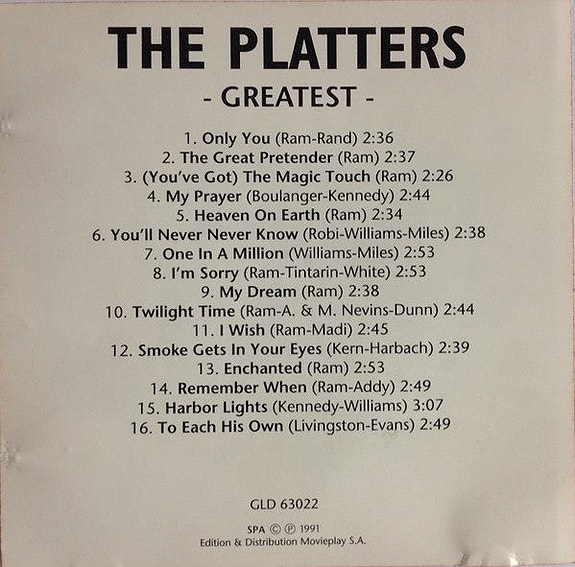 THE PLATTERS
- GREATEST -
1. Only You (Ram-Rand) 2:36
2. The Great Pretender (Ram) 2:37
3. (You've Got) The Magic Touch (Ram) 2:26
4. My Prayer (Boulanger-Kennedy) 2:44
5. Heaven On Earth (Ram) 2:34
6. You'll Never Never Know (Robi-Williams-Miles) 2:38
7. One In A Million (Williams-Miles) 2:53
8. I'm Sorry (Ram-Tintarin-White) 2:53
9. My Dream (Ram) 2:38
10. Twilight Time (Ram-A. & M. Nevins-Dunn) 2:44
11. I Wish (Ram-Madi) 2:45
12. Smoke Gets In Your Eyes (Kern-Harbach) 2:39
13. Enchanted (Ram) 2:53
14. Remember When (Ram-Addy) 2:49
15. Harbor Lights (Kennedy-Williams) 3:07
16. To Each His Own (Livingston-Evans) 2:49
GLD 63022
SPA © ℗ 1991
Edition & Distribution Movieplay S.A.